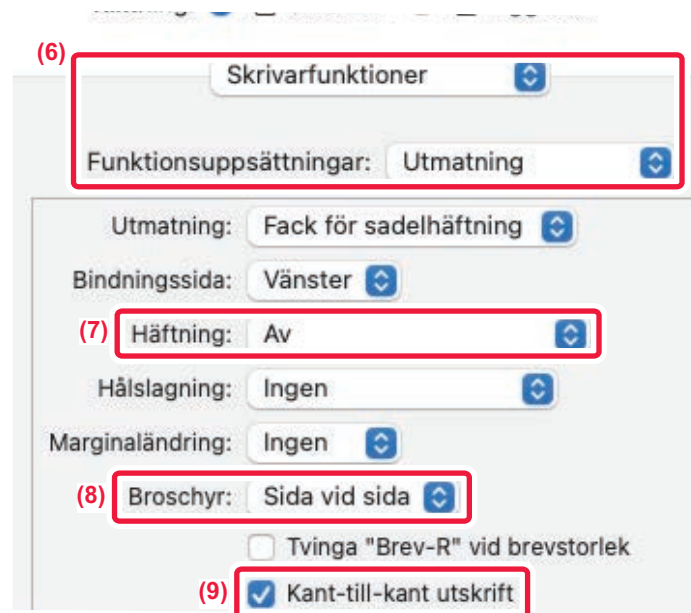 (6)
Skrivarfunktioner
Funktionsuppsättningar: Utmatning
Utmatning: Fack för sadelhäftning
Bindningssida: Vänster
(7) Häftning: Av
Hålslagning: Ingen
Marginaländring: Ingen
(8) Broschyr: Sida vid sida
Tvinga "Brev-R" vid brevstorlek
(9) Kant-till-kant utskrift